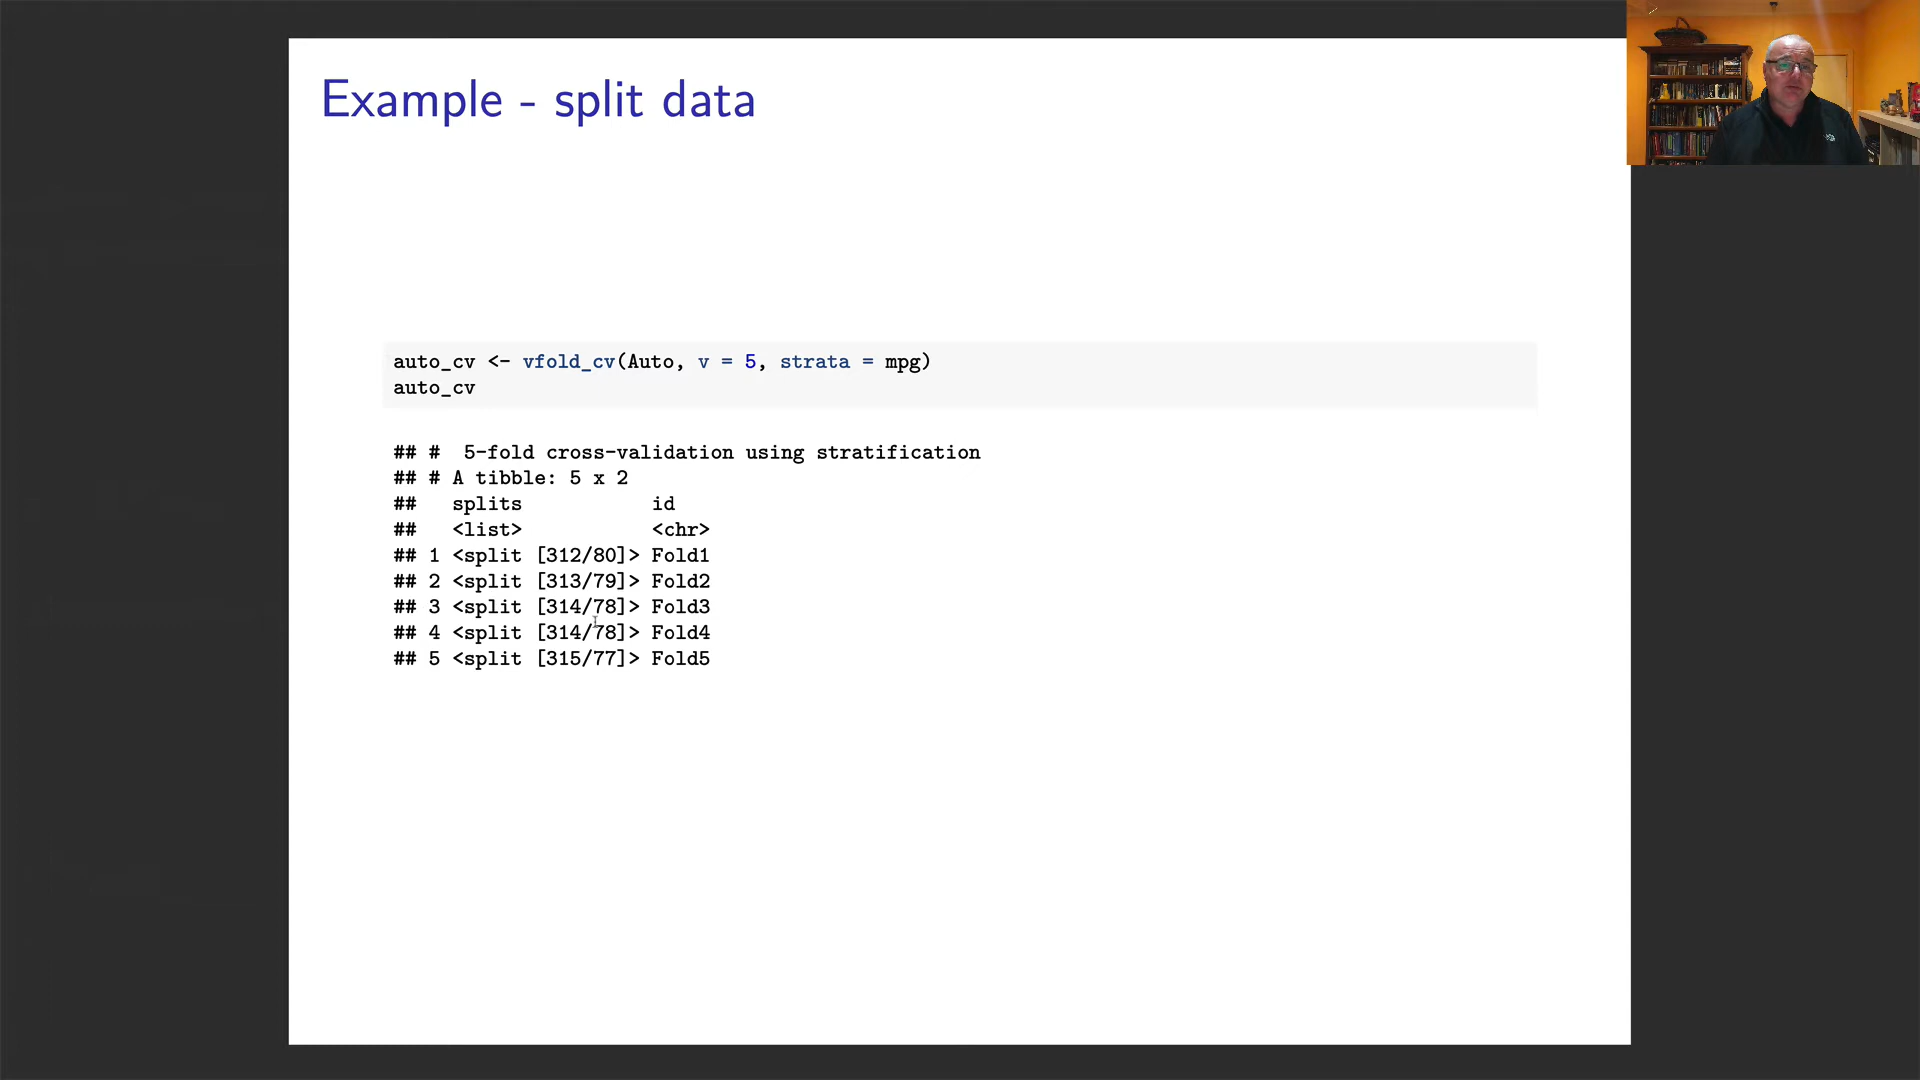 Example - split data
auto_cv <- vfold_cv(Auto, v = 5, strata = mpg)
auto_cv
## #  5-fold cross-validation using stratification
## # A tibble: 5 x 2
##   splits           id
##   <list>           <chr>
## 1 <split [312/80]> Fold1
## 2 <split [313/79]> Fold2
## 3 <split [314/78]> Fold3
## 4 <split [314/78]> Fold4
## 5 <split [315/77]> Fold5